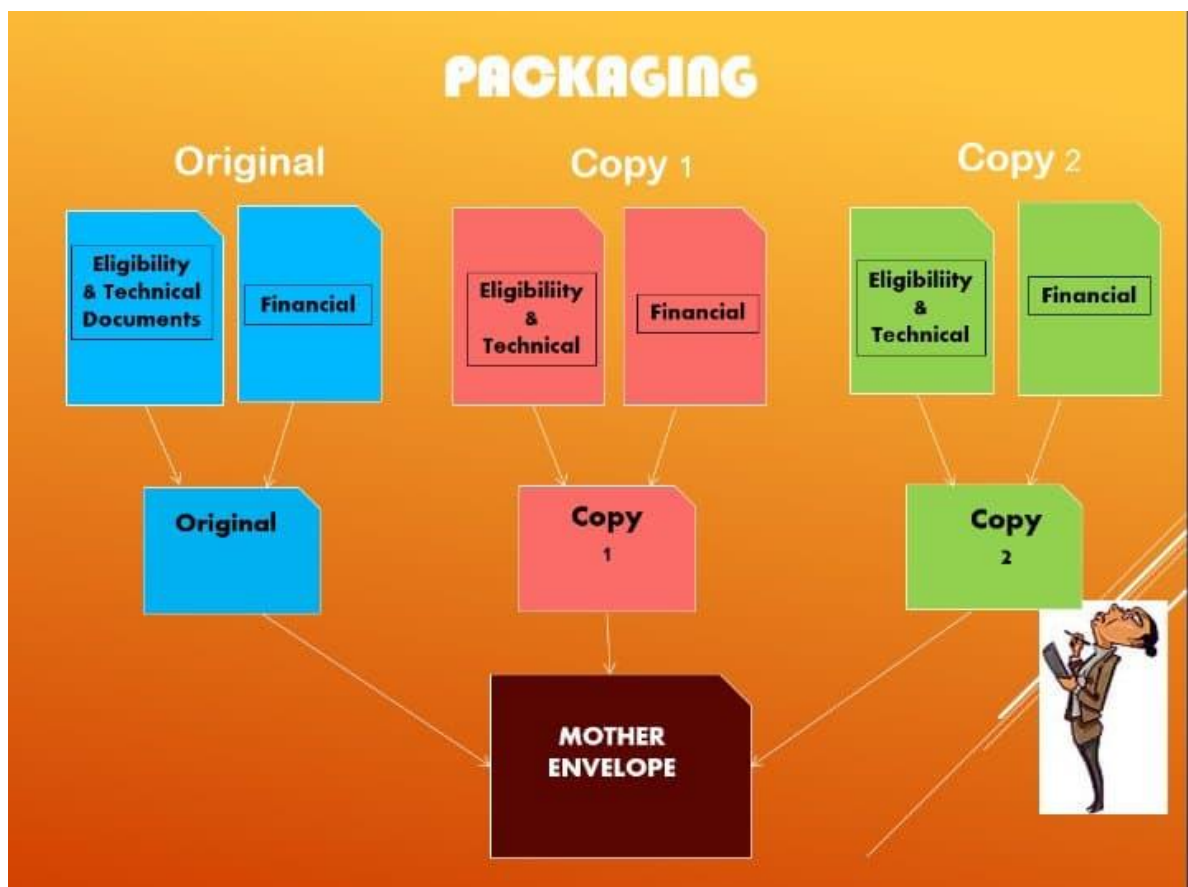 PACKAGING
Original
Copy 1
Copy 2
Eligibility
& Technical
Documents
Financial
Eligibiliity
&
Technical
Financial
Eligibiliity
&
Technical
Financial
Original
Copy
1
Copy
2
MOTHER
ENVELOPE